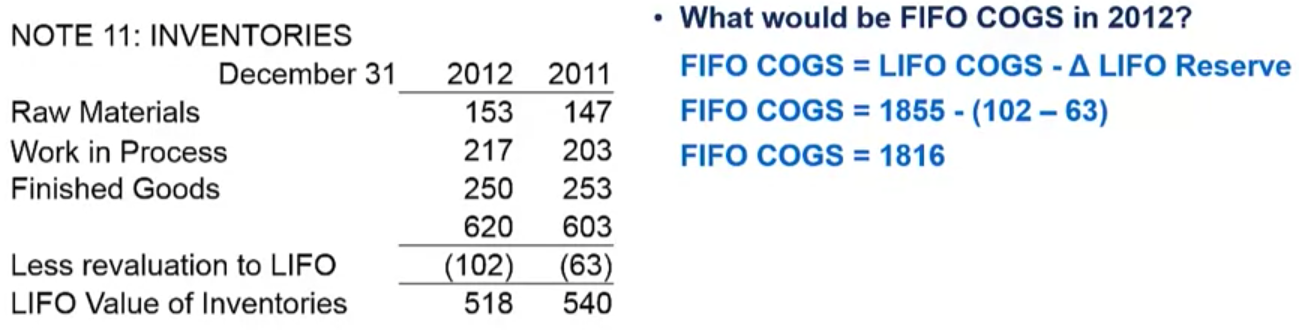 NOTE 11: INVENTORIES
December 31 2012 2011
Raw Materials 153 147
Work in Process 217 203
Finished Goods 250 253
620 603
Less revaluation to LIFO (102) (63)
LIFO Value of Inventories 518 540
• What would be FIFO COGS in 2012?
FIFO COGS = LIFO COGS - Δ LIFO Reserve
FIFO COGS = 1855 - (102 – 63)
FIFO COGS = 1816